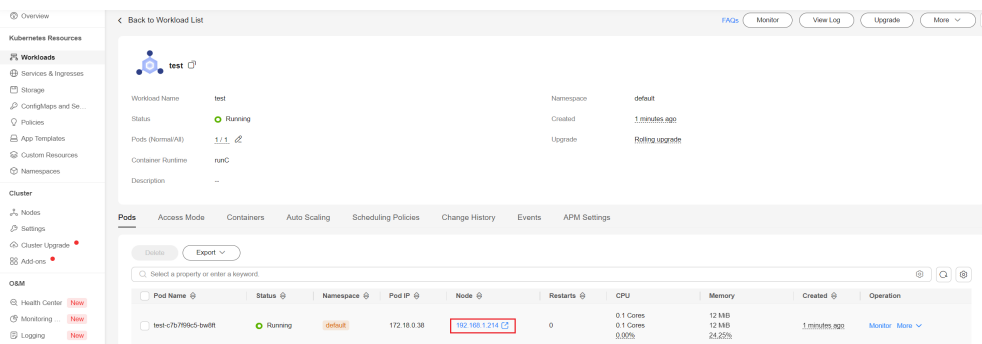 Overview
Kubernetes Resources
Workloads
Services & Ingresses
Storage
ConfigMaps and Se...
Policies
App Templates
Custom Resources
Namespaces
Cluster
Nodes
Settings
Cluster Upgrade
Add-ons
O&M
Health Center New
Monitoring ... New
Logging New
Back to Workload List
FAQs Monitor View Log Upgrade More
test
Workload Name test Namespace default
Status Running Created 1 minutes ago
Pods (Normal/All) 1 / 1 Upgrade Rolling upgrade
Container Runtime runC
Description --
Pods Access Mode Containers Auto Scaling Scheduling Policies Change History Events APM Settings
Delete Export
Select a property or enter a keyword.
Pod Name Status Namespace Pod IP Node Restarts CPU Memory Created Operation
test-c7b7f99c5-bw8ft Running default 172.18.0.38 192.168.1.214 0 0.1 Cores 12 MiB 1 minutes ago Monitor More
0.1 Cores 12 MiB
0.00% 24.25%